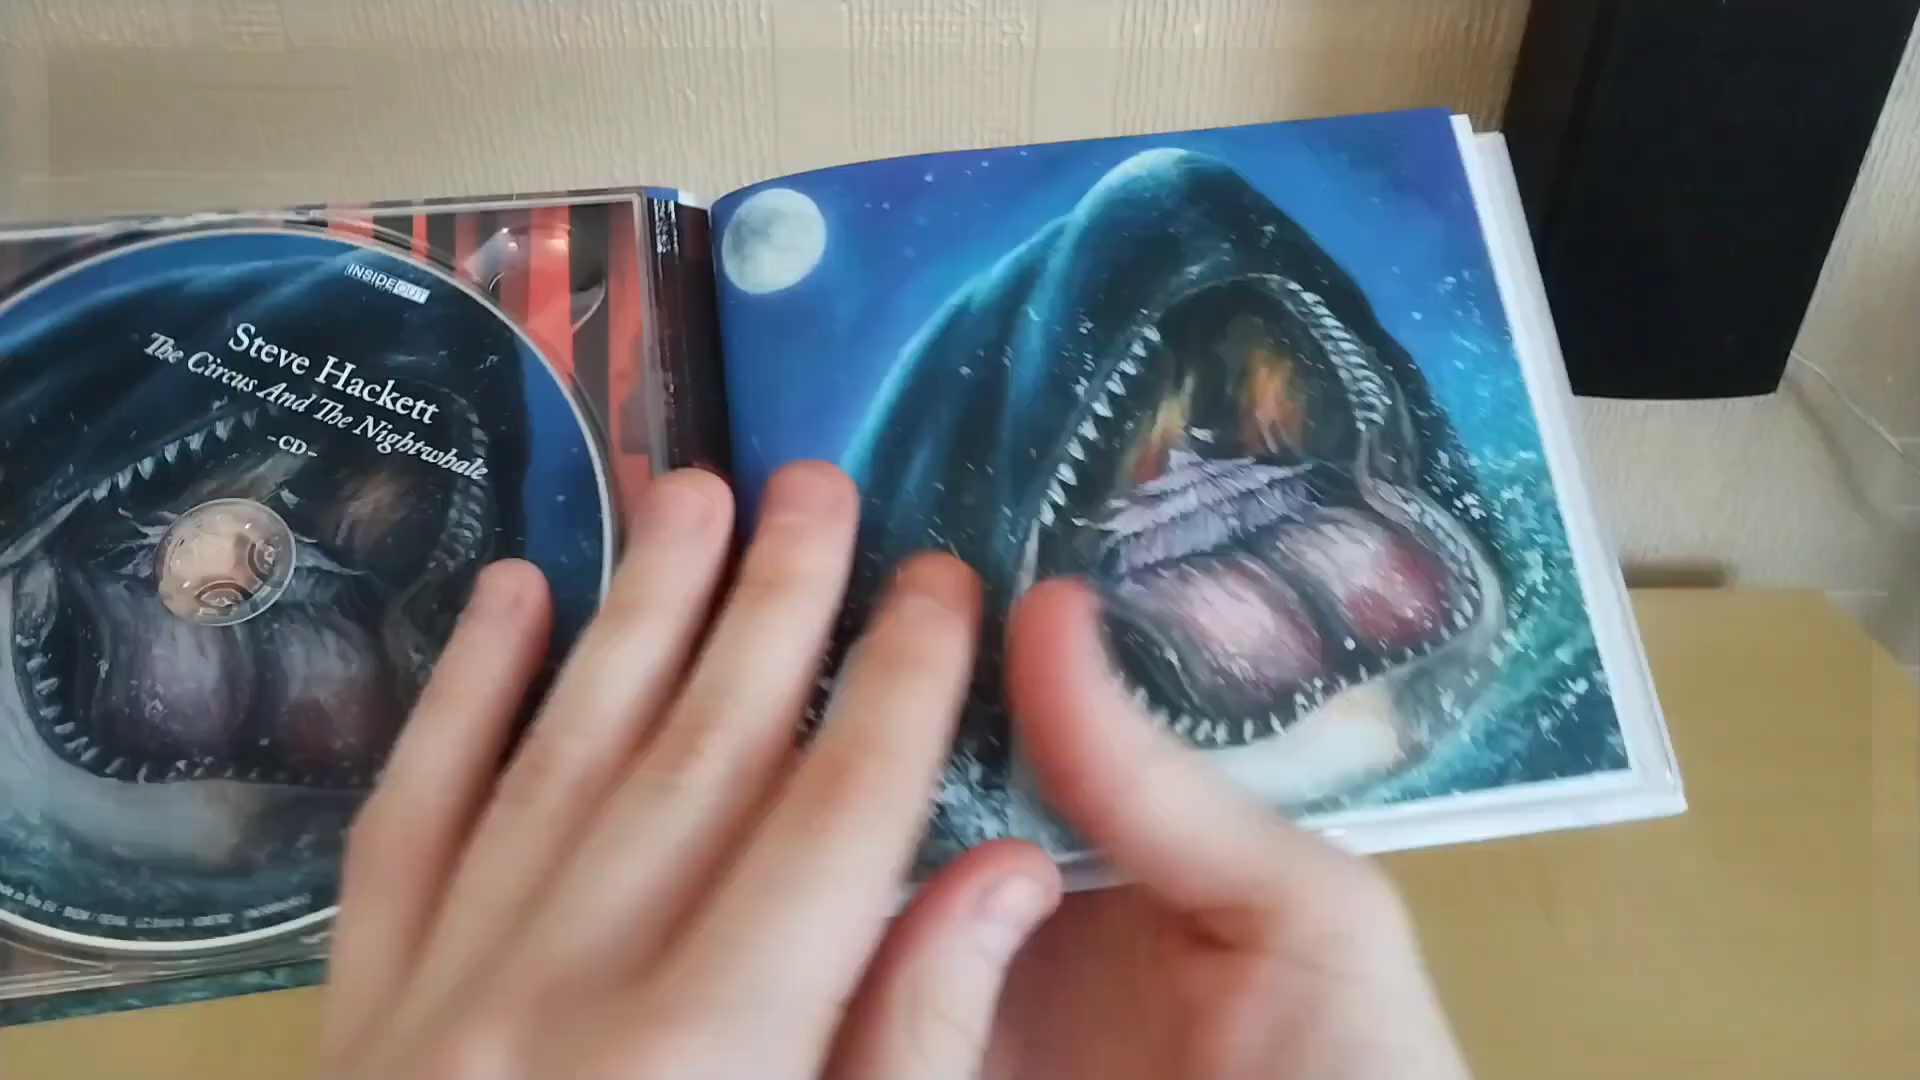 INSIDEOUT
Steve Hackett
The Circus And The Nightwhale
-CD-